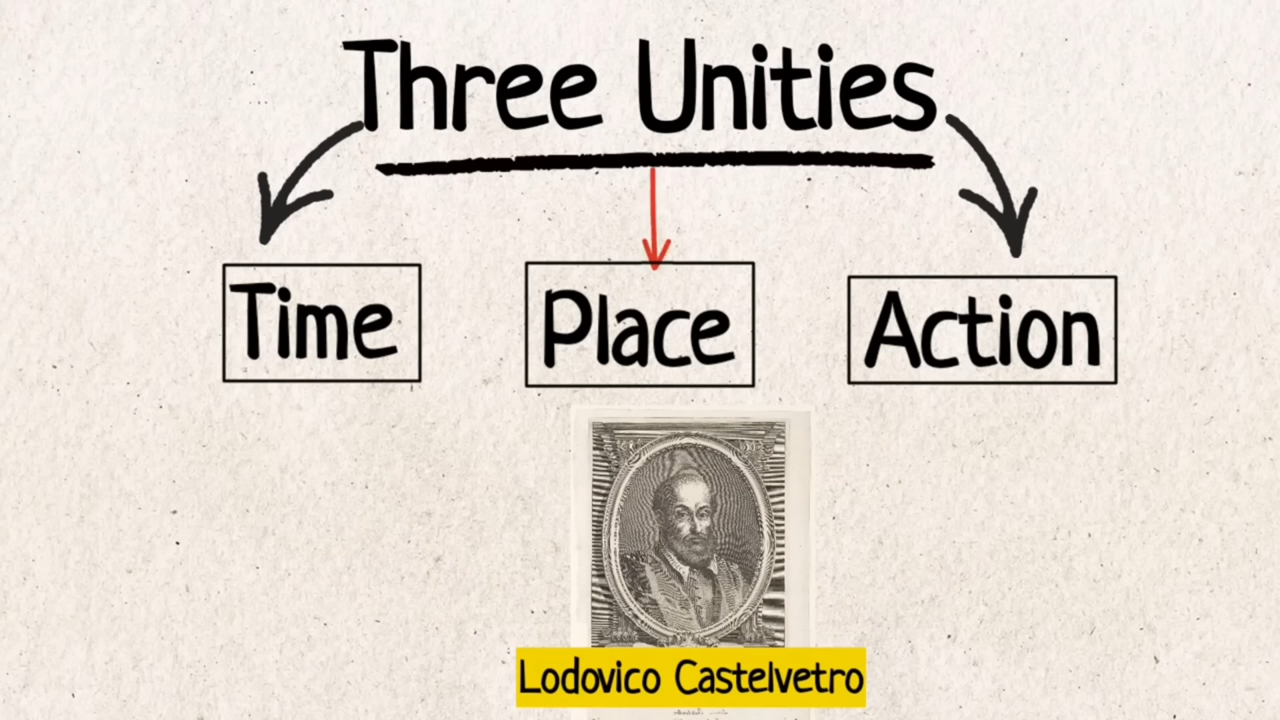 Three Unities
Time
Place
Action
Lodovico Castelvetro